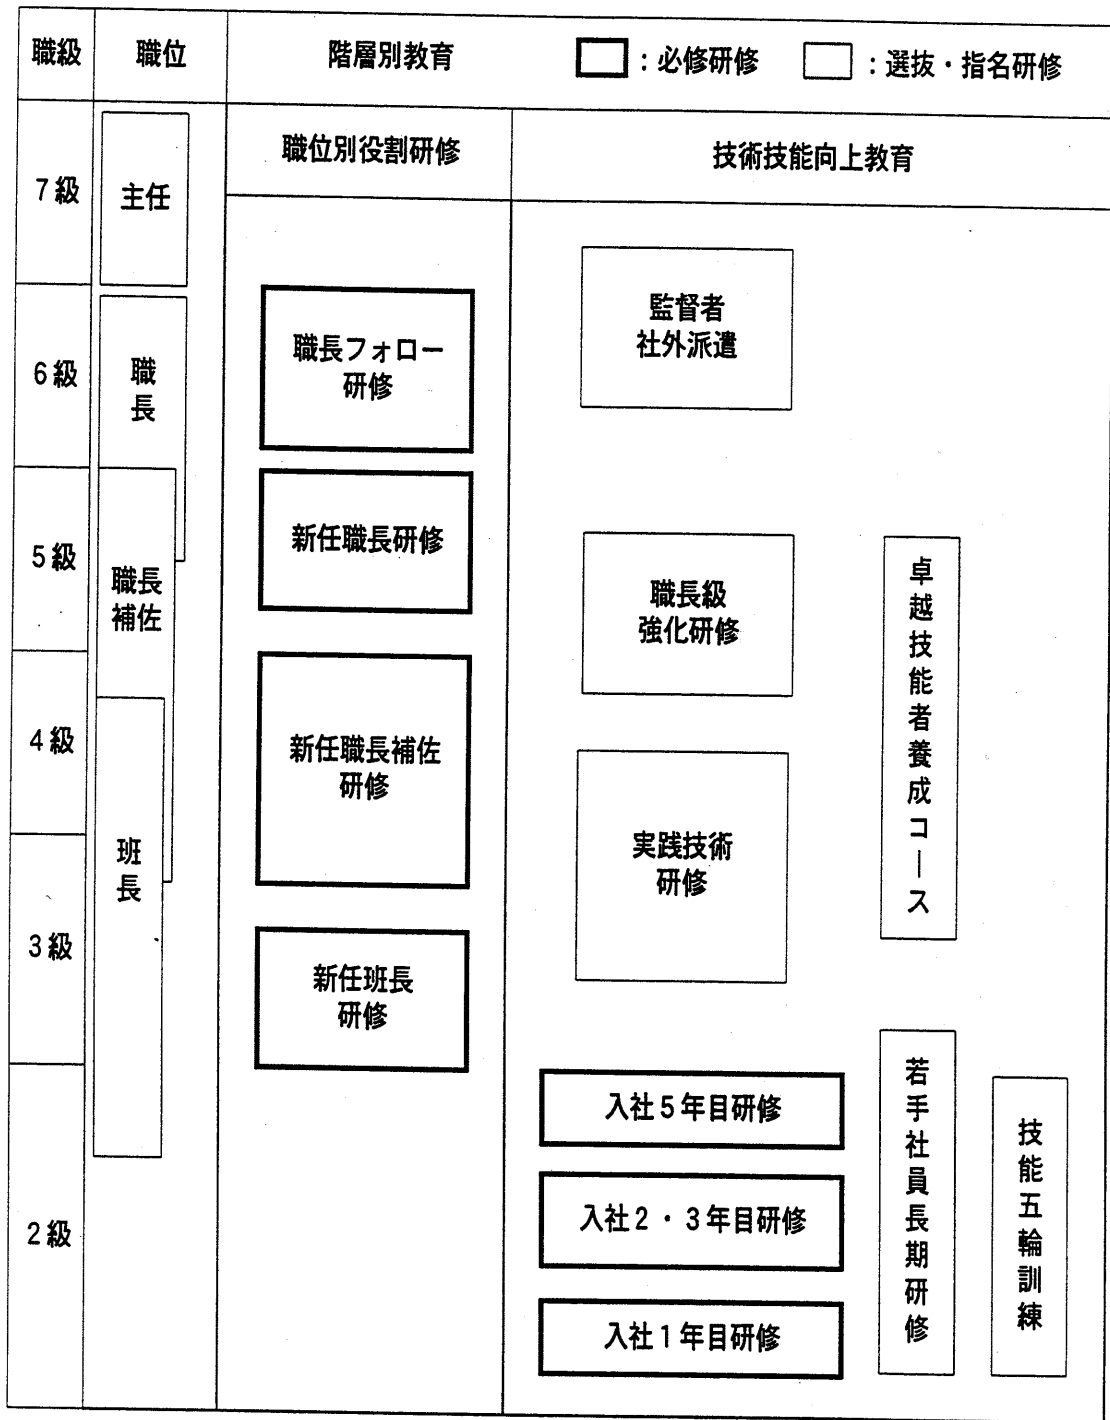 職級
職位
階層別教育
：必修研修
：選抜・指名研修
職位別役割研修
技術技能向上教育
7級
主任
監督者
社外派遣
6級
職
長
職長フォロー
研修
5級
職長
補佐
新任職長研修
職長級
強化研修
卓越技能者養成コース
4級
新任職長補佐
研修
実践技術
研修
班
長
3級
新任班長
研修
2級
入社5年目研修
入社2・3年目研修
入社1年目研修
若手社員長期研修
技能五輪訓練